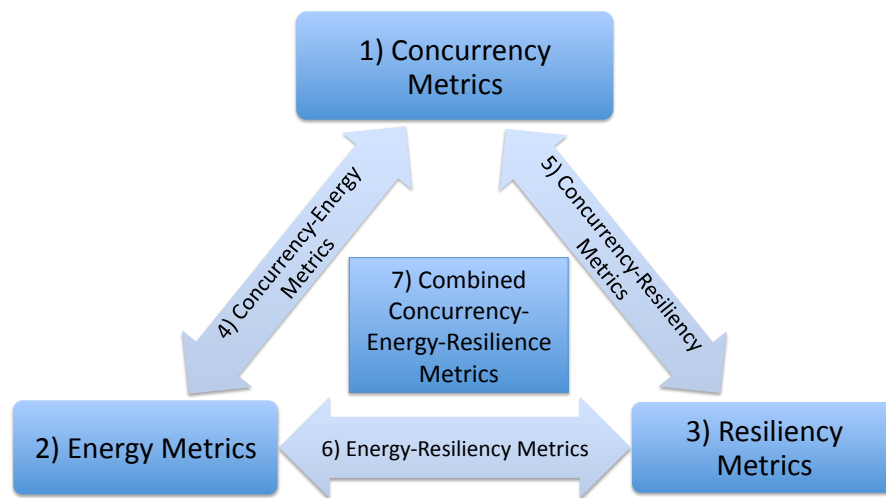 1) Concurrency
Metrics
4) Concurrency-Energy
Metrics
5) Concurrency-Resiliency
Metrics
7) Combined
Concurrency-
Energy-Resilience
Metrics
2) Energy Metrics
6) Energy-Resiliency Metrics
3) Resiliency
Metrics